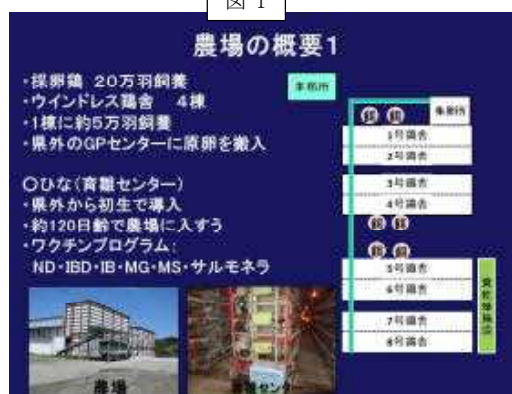 図 1
農場の概要1
・採卵鶏 20万羽飼養
・ウインドレス鶏舎 4棟
・1棟に約5万羽飼養
・県外のGPセンターに原卵を搬入
○ひな(育雛センター)
・県外から初生で導入
・約120日齢で農場に入すう
・ワクチンプログラム:
ND・IBD・IB・MG・MS・サルモネラ
事務所
1号鶏舎
2号鶏舎
3号鶏舎
4号鶏舎
5号鶏舎
6号鶏舎
7号鶏舎
8号鶏舎
農場
育雛センター